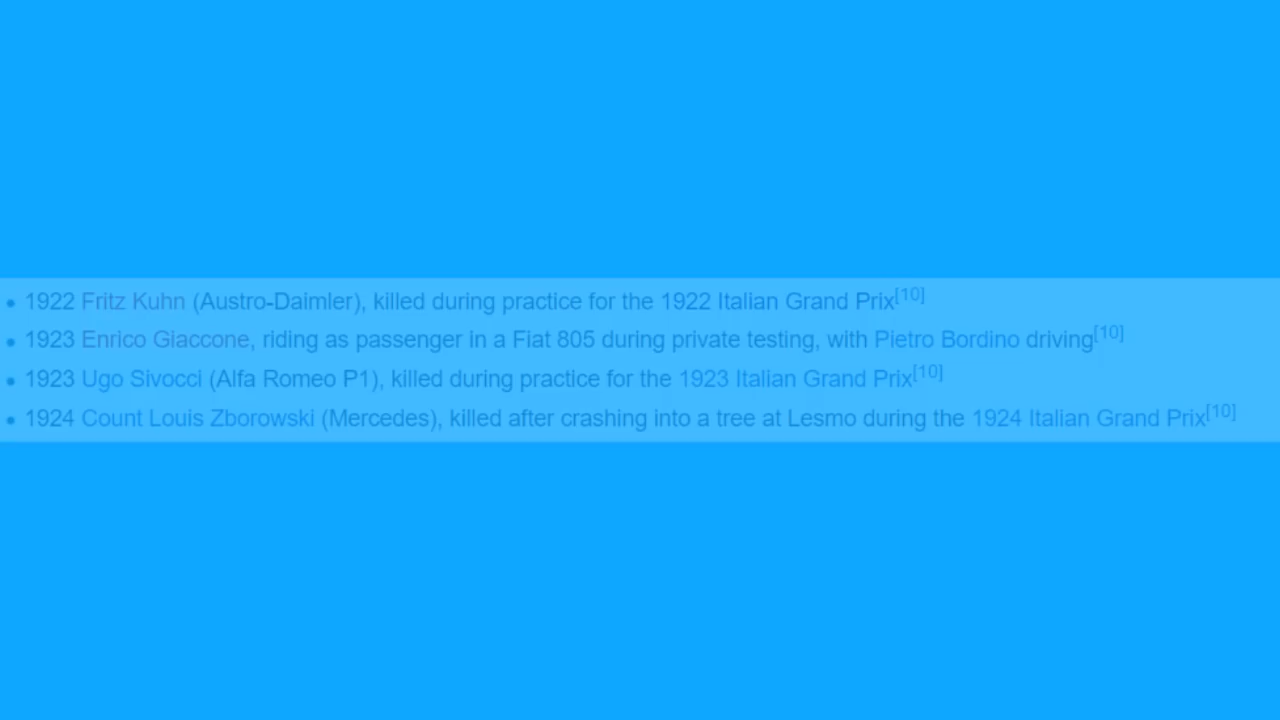 • 1922 Fritz Kuhn (Austro-Daimler), killed during practice for the 1922 Italian Grand Prix[10]
• 1923 Enrico Giaccone, riding as passenger in a Fiat 805 during private testing, with Pietro Bordino driving[10]
• 1923 Ugo Sivocci (Alfa Romeo P1), killed during practice for the 1923 Italian Grand Prix[10]
• 1924 Count Louis Zborowski (Mercedes), killed after crashing into a tree at Lesmo during the 1924 Italian Grand Prix[10]